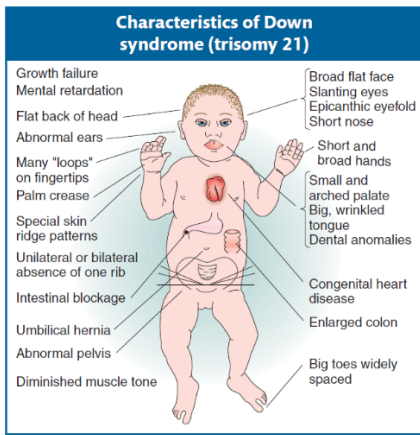 Characteristics of Down
syndrome (trisomy 21)
Growth failure
Mental retardation
Flat back of head
Abnormal ears
Many "loops"
on fingertips
Palm crease
Special skin
ridge patterns
Unilateral or bilateral
absence of one rib
Intestinal blockage
Umbilical hernia
Abnormal pelvis
Diminished muscle tone
Broad flat face
Slanting eyes
Epicanthic eyefold
Short nose
Short and
broad hands
Small and
arched palate
Big, wrinkled
tongue
Dental anomalies
Congenital heart
disease
Enlarged colon
Big toes widely
spaced